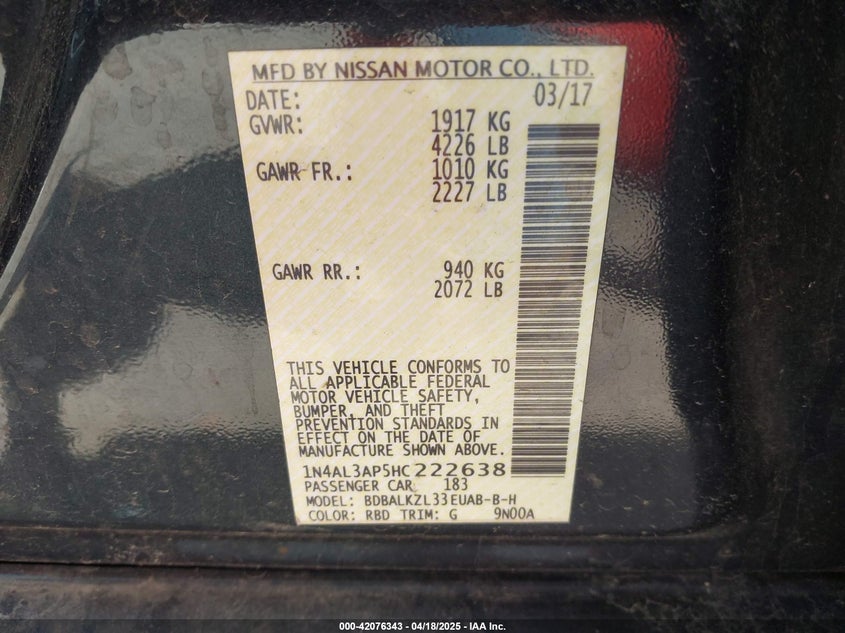 MFD BY NISSAN MOTOR CO., LTD.
DATE: 03/17
GVWR: 1917 KG
4226 LB
GAWR FR.: 1010 KG
2227 LB
GAWR RR.: 940 KG
2072 LB
THIS VEHICLE CONFORMS TO
ALL APPLICABLE FEDERAL
MOTOR VEHICLE SAFETY,
BUMPER, AND THEFT
PREVENTION STANDARDS IN
EFFECT ON THE DATE OF
MANUFACTURE SHOWN ABOVE.
1N4AL3AP5HC222638
PASSENGER CAR 183
MODEL: BDBALKZL33EUAB-B-H
COLOR: RBD TRIM: G 9N00A
000-42076343 - 04/18/2025 - IAA Inc.